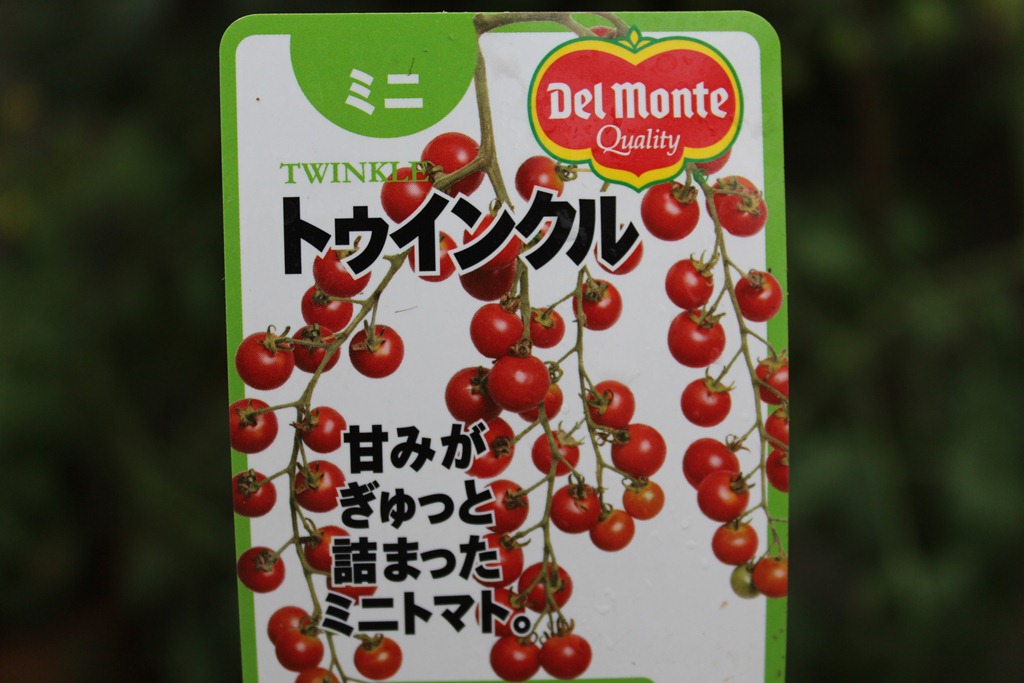 ミニ
Del Monte
Quality
TWINKLE
トゥインクル
甘みが
ぎゅっと
詰まった
ミニトマト。